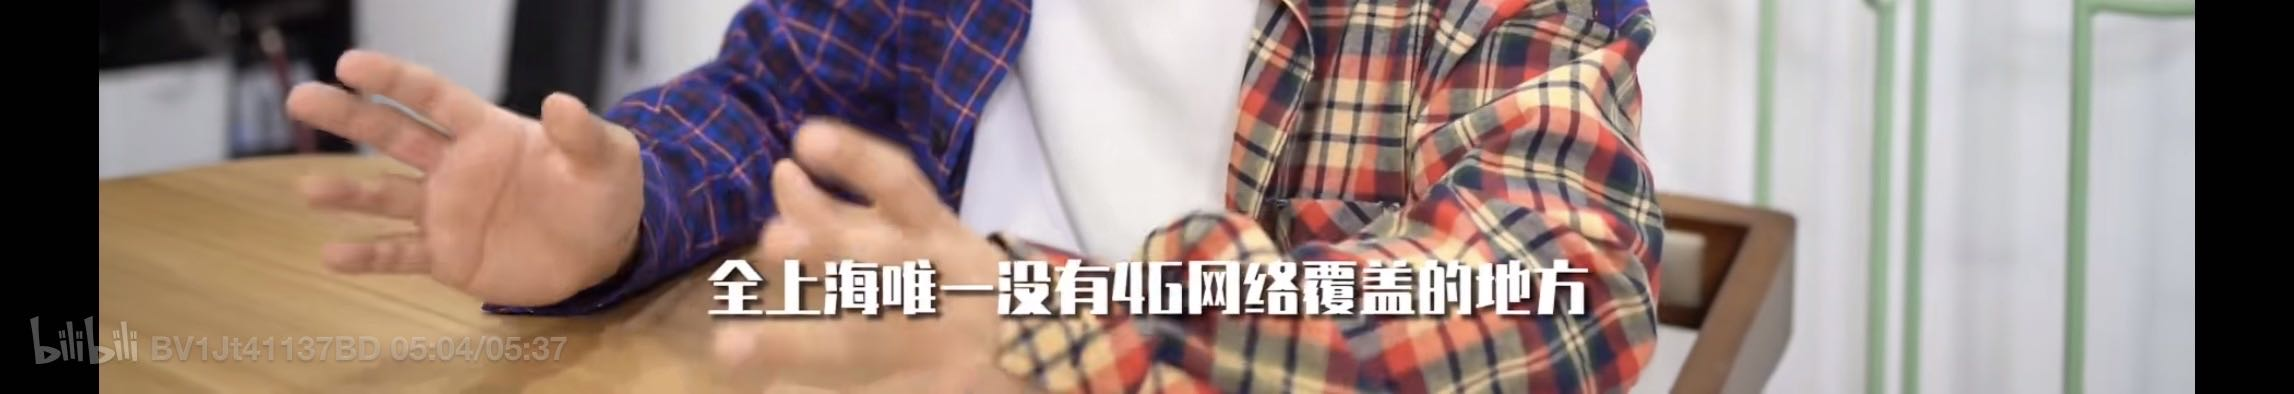 全上海唯一没有4G网络覆盖的地方
bilibili BV1Jt41137BD 05:04/05:37